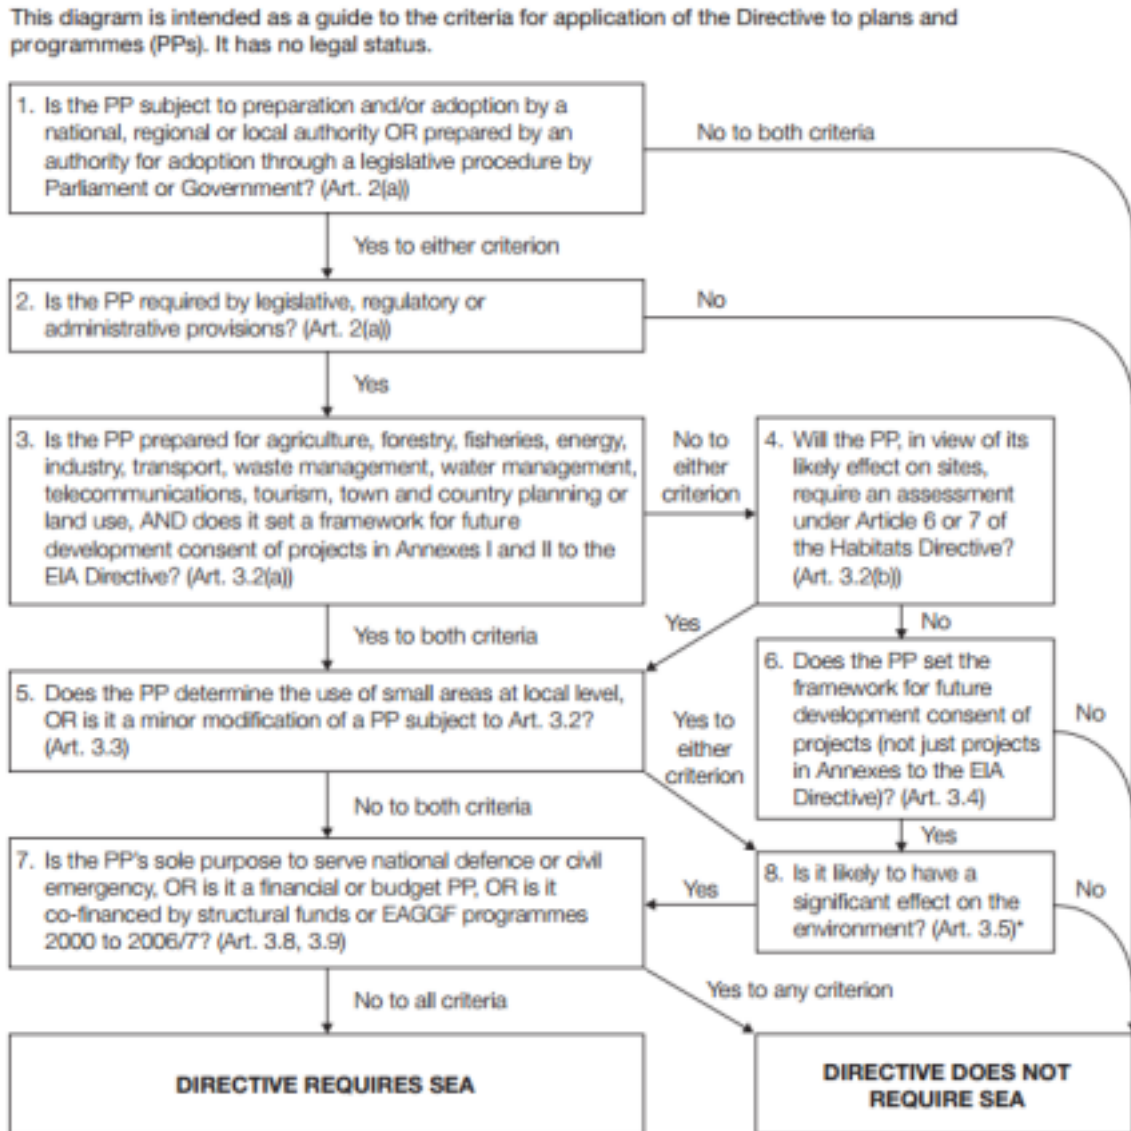 This diagram is intended as a guide to the criteria for application of the Directive to plans and
programmes (PPs). It has no legal status.
1. Is the PP subject to preparation and/or adoption by a
national, regional or local authority OR prepared by an
authority for adoption through a legislative procedure by
Parliament or Government? (Art. 2(a))
No to both criteria
Yes to either criterion
2. Is the PP required by legislative, regulatory or
administrative provisions? (Art. 2(a))
No
Yes
3. Is the PP prepared for agriculture, forestry, fisheries, energy,
industry, transport, waste management, water management,
telecommunications, tourism, town and country planning or
land use, AND does it set a framework for future
development consent of projects in Annexes I and II to the
EIA Directive? (Art. 3.2(a))
No to
either
criterion
4. Will the PP, in view of its
likely effect on sites,
require an assessment
under Article 6 or 7 of
the Habitats Directive?
(Art. 3.2(b))
Yes to both criteria
Yes
No
5. Does the PP determine the use of small areas at local level,
OR is it a minor modification of a PP subject to Art. 3.2?
(Art. 3.3)
Yes to
either
criterion
6. Does the PP set the
framework for future
development consent of
projects (not just projects
in Annexes to the EIA
Directive)? (Art. 3.4)
No
No to both criteria
Yes
7. Is the PP's sole purpose to serve national defence or civil
emergency, OR is it a financial or budget PP, OR is it
co-financed by structural funds or EAGGF programmes
2000 to 2006/7? (Art. 3.8, 3.9)
Yes
8. Is it likely to have a
significant effect on the
environment? (Art. 3.5)*
No
No to all criteria
Yes to any criterion
DIRECTIVE REQUIRES SEA
DIRECTIVE DOES NOT
REQUIRE SEA